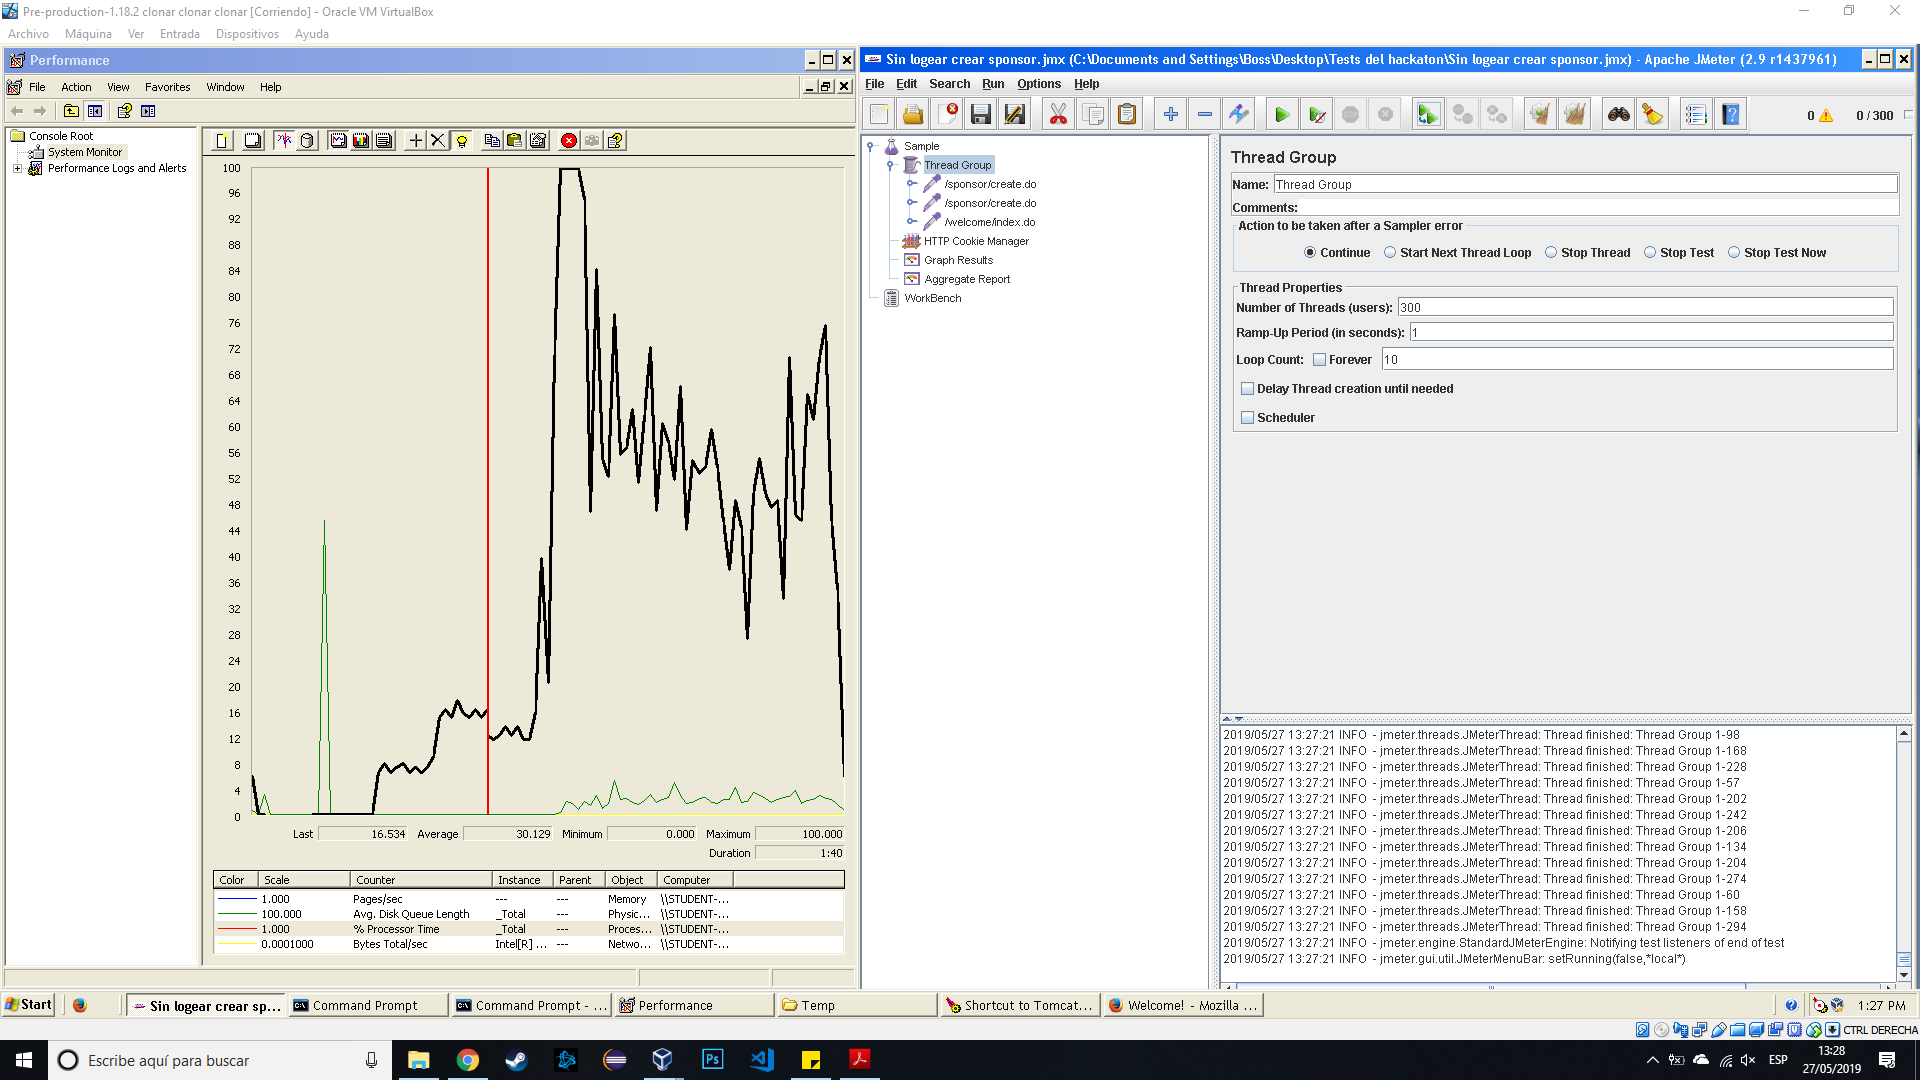 Pre-production-1.18.2 clonar clonar clonar [Corriendo] - Oracle VM VirtualBox
Archivo Máquina Ver Entrada Dispositivos Ayuda
Performance
File Action View Favorites Window Help
Console Root
System Monitor
Performance Logs and Alerts
100
96
92
88
84
80
76
72
68
64
60
56
52
48
44
40
36
32
28
24
20
16
12
8
4
0
Last 16.534 Average 30.129 Minimum 0.000 Maximum 100.000
Duration 1:40
Color Scale Counter Instance Parent Object Computer
1.000 Pages/sec --- --- Memory \\STUDENT-...
100.000 Avg. Disk Queue Length _Total --- Physic... \\STUDENT-...
1.000 % Processor Time _Total --- Proces... \\STUDENT-...
0.0001000 Bytes Total/sec Intel[R] ... --- Netwo... \\STUDENT-...
Sin logear crear sponsor.jmx (C:\Documents and Settings\Boss\Desktop\Tests del hackaton\Sin logear crear sponsor.jmx) - Apache JMeter (2.9 r1437961)
File Edit Search Run Options Help
0 0 / 300
Sample
Thread Group
/sponsor/create.do
/sponsor/create.do
/welcome/index.do
HTTP Cookie Manager
Graph Results
Aggregate Report
WorkBench
Thread Group
Name: Thread Group
Comments:
Action to be taken after a Sampler error
Continue Start Next Thread Loop Stop Thread Stop Test Stop Test Now
Thread Properties
Number of Threads (users): 300
Ramp-Up Period (in seconds): 1
Loop Count: Forever 10
Delay Thread creation until needed
Scheduler
2019/05/27 13:27:21 INFO - jmeter.threads.JMeterThread: Thread finished: Thread Group 1-98
2019/05/27 13:27:21 INFO - jmeter.threads.JMeterThread: Thread finished: Thread Group 1-168
2019/05/27 13:27:21 INFO - jmeter.threads.JMeterThread: Thread finished: Thread Group 1-228
2019/05/27 13:27:21 INFO - jmeter.threads.JMeterThread: Thread finished: Thread Group 1-57
2019/05/27 13:27:21 INFO - jmeter.threads.JMeterThread: Thread finished: Thread Group 1-202
2019/05/27 13:27:21 INFO - jmeter.threads.JMeterThread: Thread finished: Thread Group 1-242
2019/05/27 13:27:21 INFO - jmeter.threads.JMeterThread: Thread finished: Thread Group 1-206
2019/05/27 13:27:21 INFO - jmeter.threads.JMeterThread: Thread finished: Thread Group 1-134
2019/05/27 13:27:21 INFO - jmeter.threads.JMeterThread: Thread finished: Thread Group 1-204
2019/05/27 13:27:21 INFO - jmeter.threads.JMeterThread: Thread finished: Thread Group 1-274
2019/05/27 13:27:21 INFO - jmeter.threads.JMeterThread: Thread finished: Thread Group 1-60
2019/05/27 13:27:21 INFO - jmeter.threads.JMeterThread: Thread finished: Thread Group 1-158
2019/05/27 13:27:21 INFO - jmeter.threads.JMeterThread: Thread finished: Thread Group 1-294
2019/05/27 13:27:21 INFO - jmeter.engine.StandardJMeterEngine: Notifying test listeners of end of test
2019/05/27 13:27:21 INFO - jmeter.gui.util.JMeterMenuBar: setRunning(false,*local*)
Start Sin logear crear sp... Command Prompt Command Prompt - ... Performance Temp Shortcut to Tomcat... Welcome! - Mozilla ... 1:27 PM
CTRL DERECHA
Escribe aquí para buscar
Ps
ESP
13:28
27/05/2019